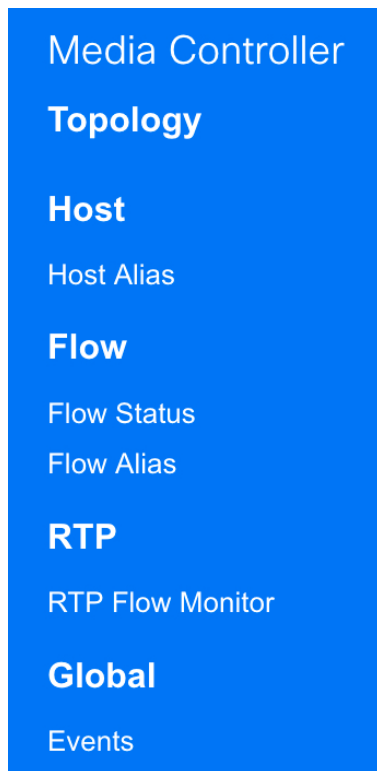 Media Controller
Topology
Host
Host Alias
Flow
Flow Status
Flow Alias
RTP
RTP Flow Monitor
Global
Events